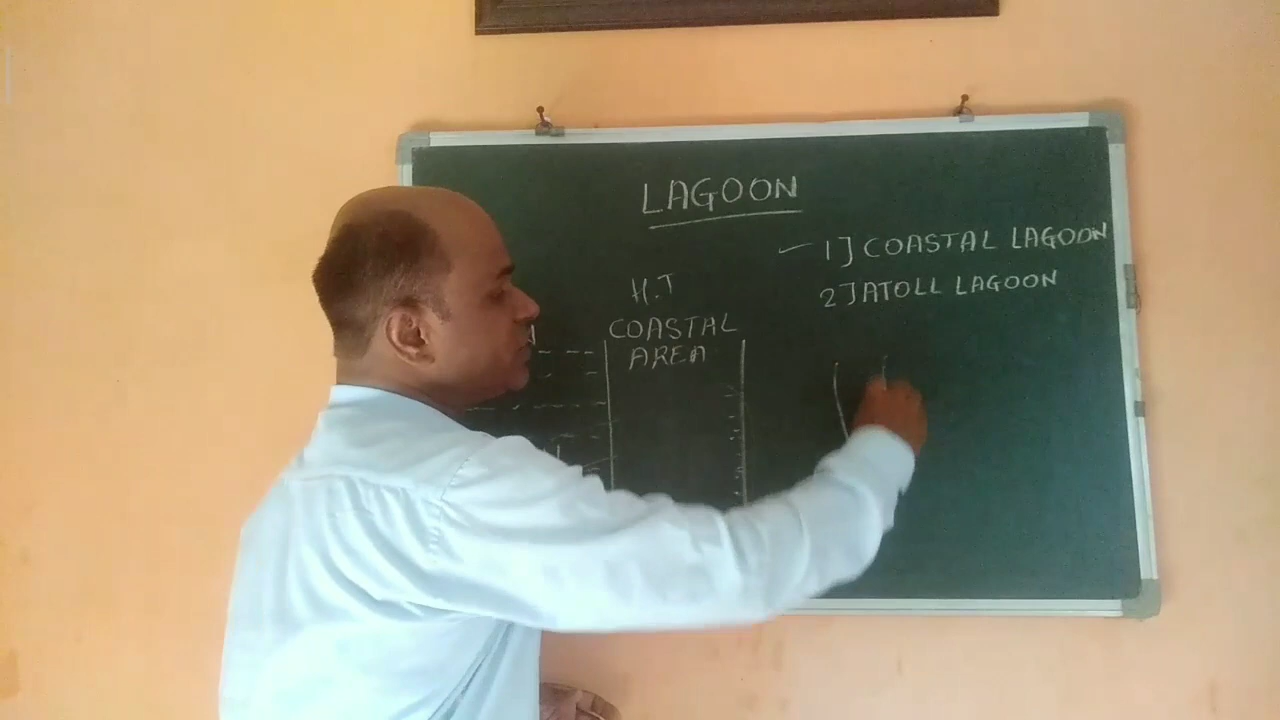 LAGOON
1] COASTAL LAGOON
2] ATOLL LAGOON
H.T
COASTAL
AREA